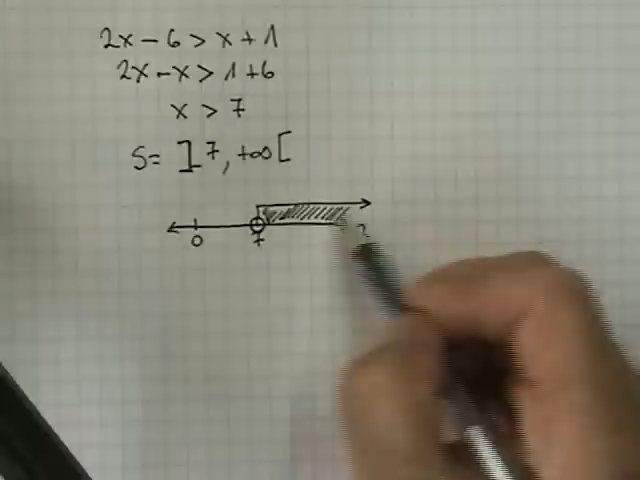 2x - 6 > x + 1
2x - x > 1 + 6
x > 7
S = ]7, +∞[
0 7